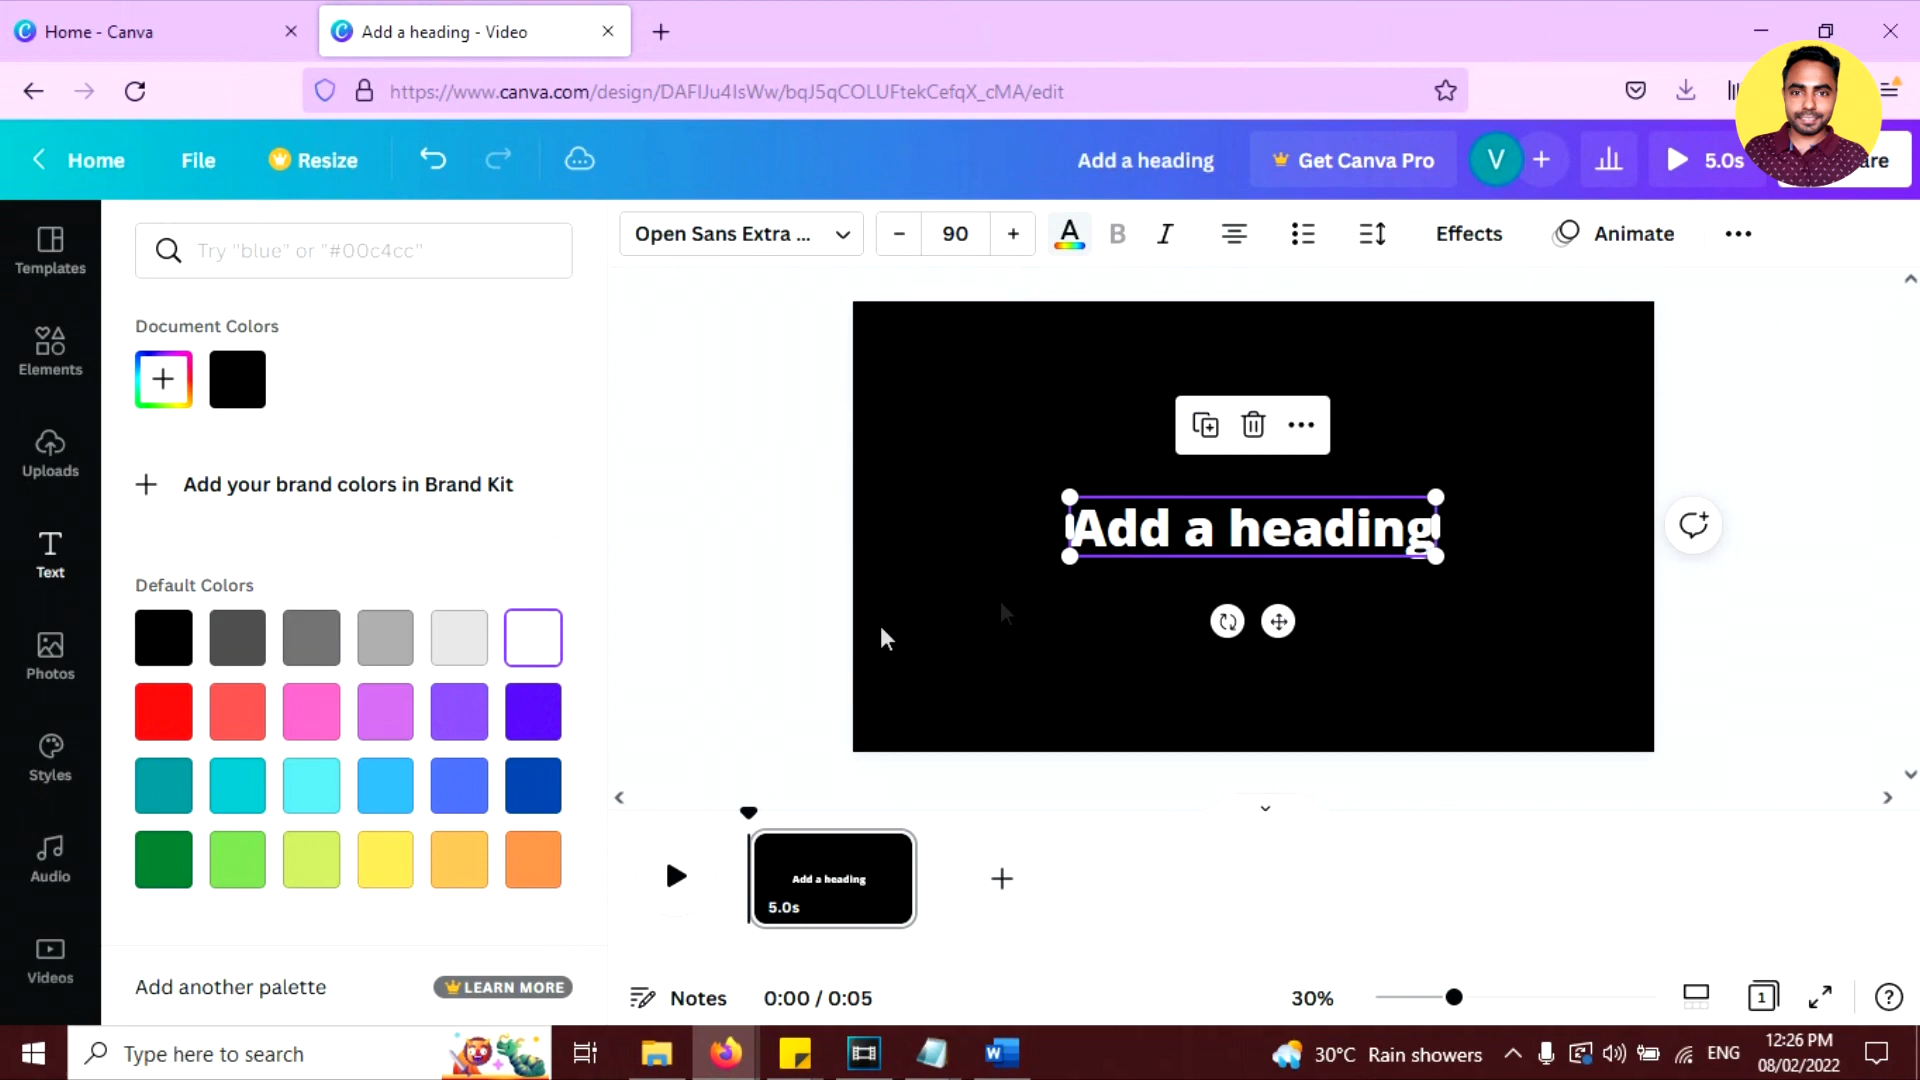 Home - Canva
Add a heading - Video
https://www.canva.com/design/DAFIJu4IsWw/bqJ5qCOLUFtekCefqX_cMA/edit
Home File Resize Add a heading Get Canva Pro V 5.0s
Templates
Elements
Uploads
Text
Photos
Styles
Audio
Videos
Try "blue" or "#00c4cc"
Document Colors
Add your brand colors in Brand Kit
Default Colors
Add another palette LEARN MORE
Open Sans Extra ... 90 A B I Effects Animate
Add a heading
Add a heading
5.0s
Notes 0:00 / 0:05 30% 1
Type here to search
30°C Rain showers ENG
12:26 PM
08/02/2022